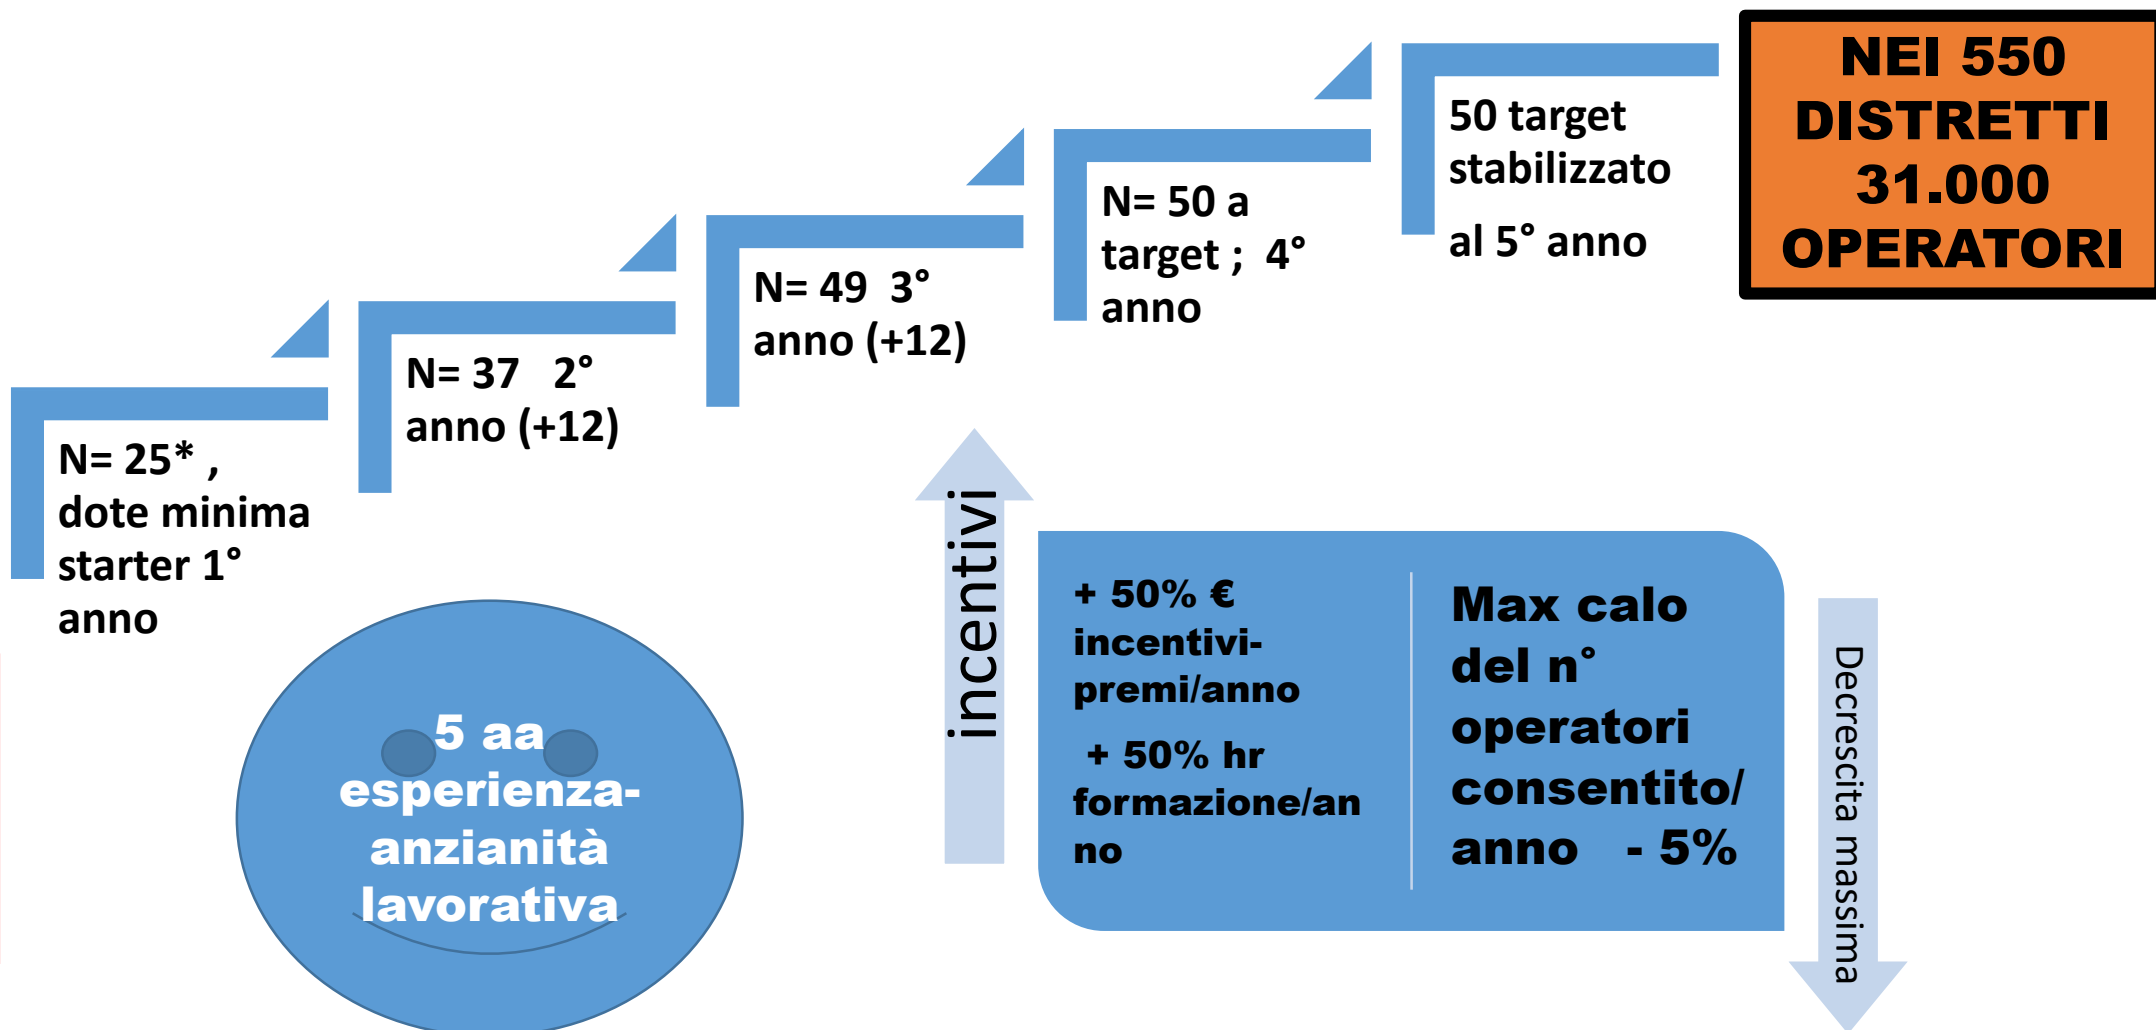 N= 25* ,
dote minima
starter 1°
anno
N= 37   2°
anno (+12)
N= 49  3°
anno (+12)
N= 50 a
target ;  4°
anno
50 target
stabilizzato
al 5° anno
NEI 550
DISTRETTI
31.000
OPERATORI
5 aa
esperienza-
anzianità
lavorativa
incentivi
+ 50% €
incentivi-
premi/anno
+ 50% hr
formazione/an
no
Max calo
del n°
operatori
consentito/
anno   - 5%
Decrescita massima